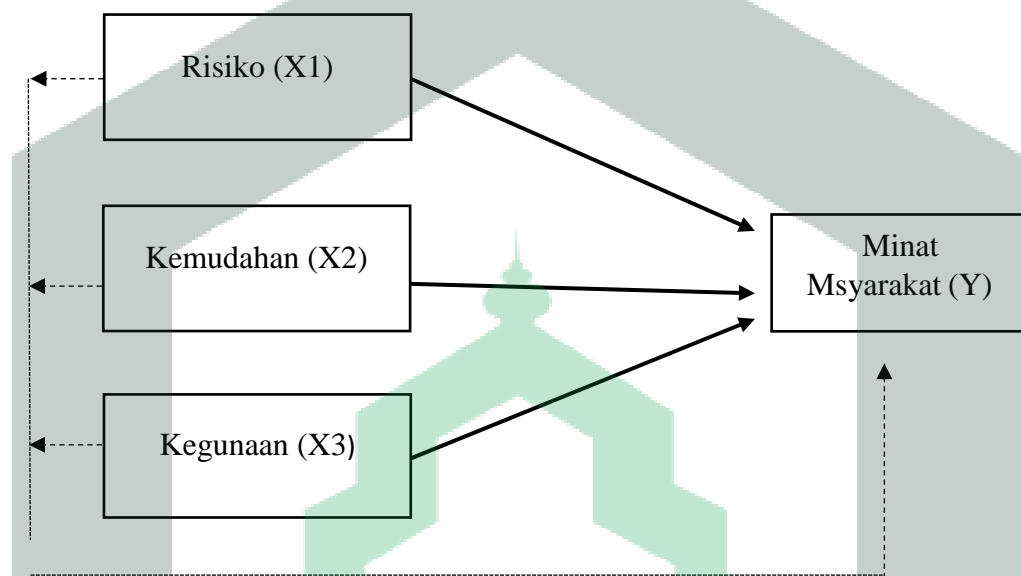 Risiko (X1)
Kemudahan (X2)
Kegunaan (X3)
Minat
Msyarakat (Y)